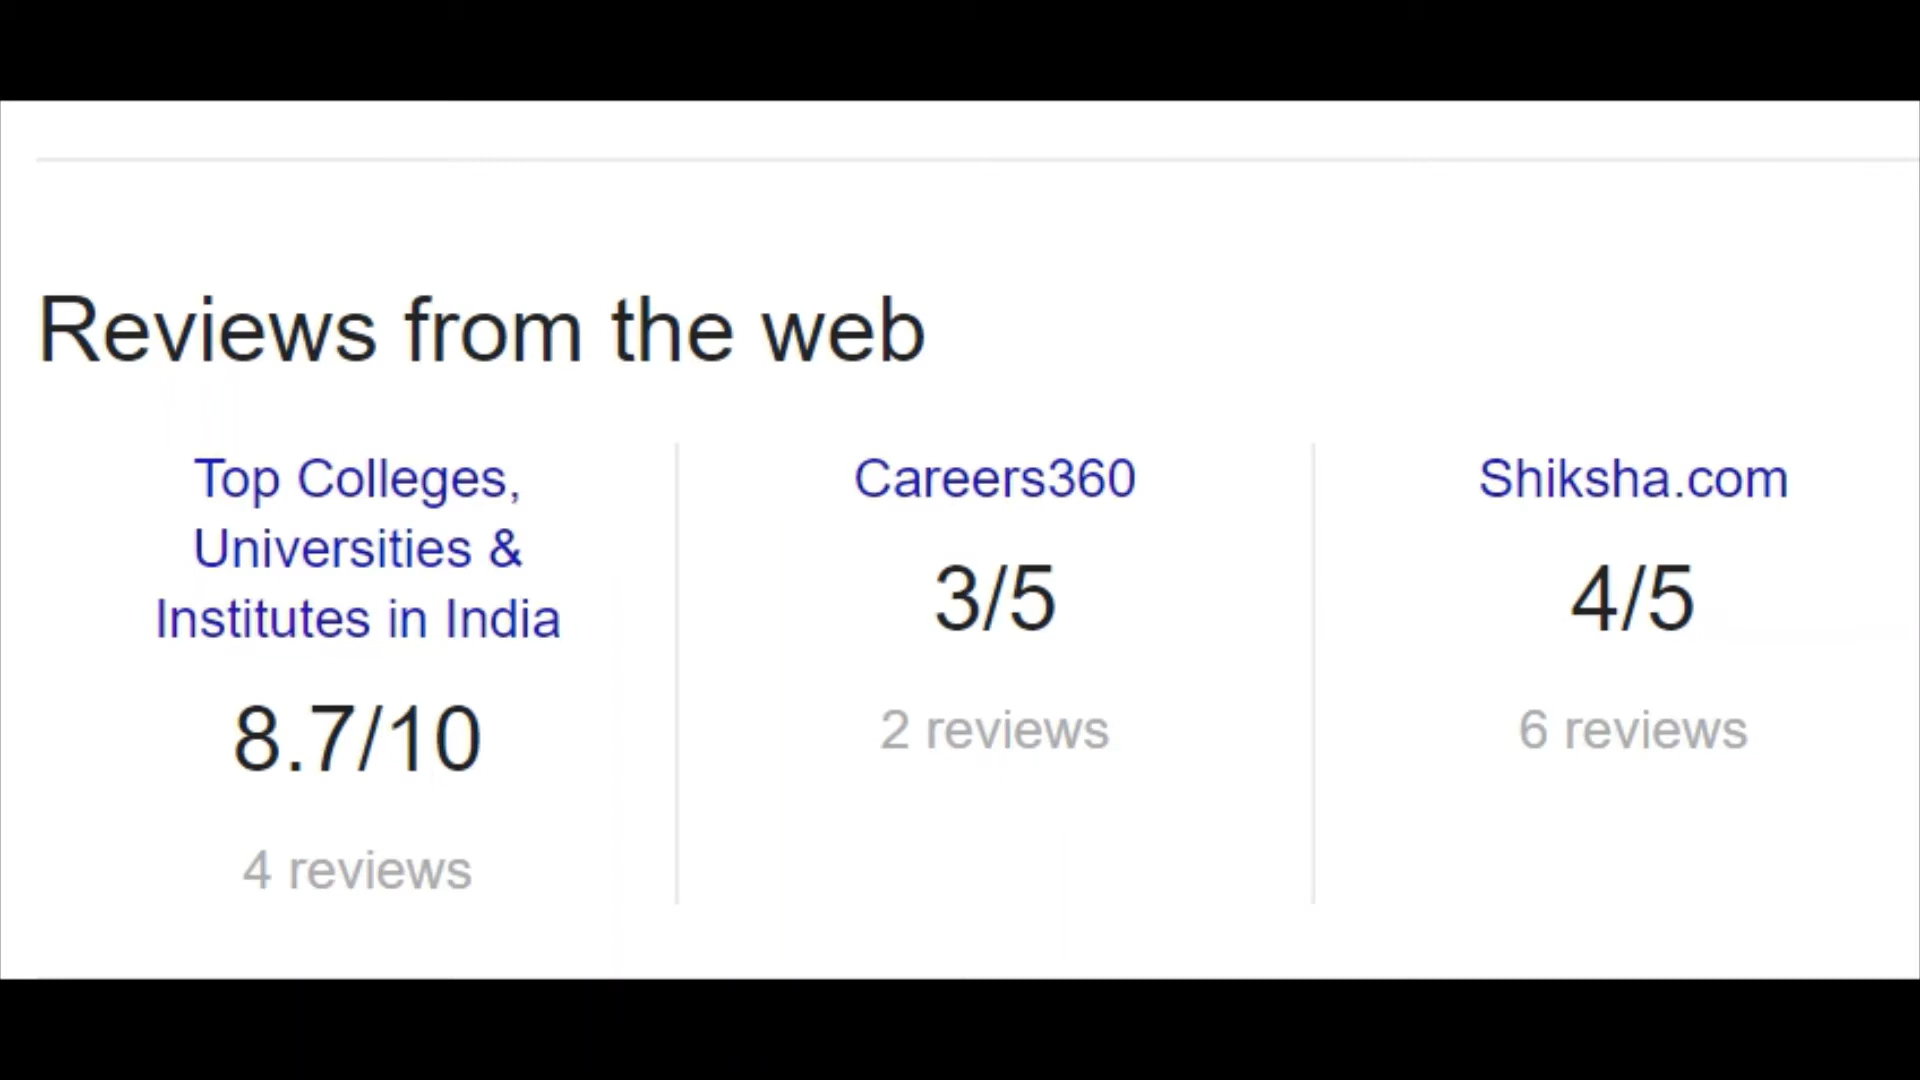 Reviews from the web
Top Colleges,
Universities &
Institutes in India
8.7/10
4 reviews
Careers360
3/5
2 reviews
Shiksha.com
4/5
6 reviews